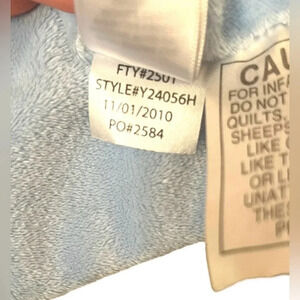 FTY#2501
STYLE#Y24056H
11/01/2010
PO#2584
CAU
FOR INF
DO NOT
QUILTS,
SHEEPS
LIKE
LIKE T
OR L
UNAT
THES